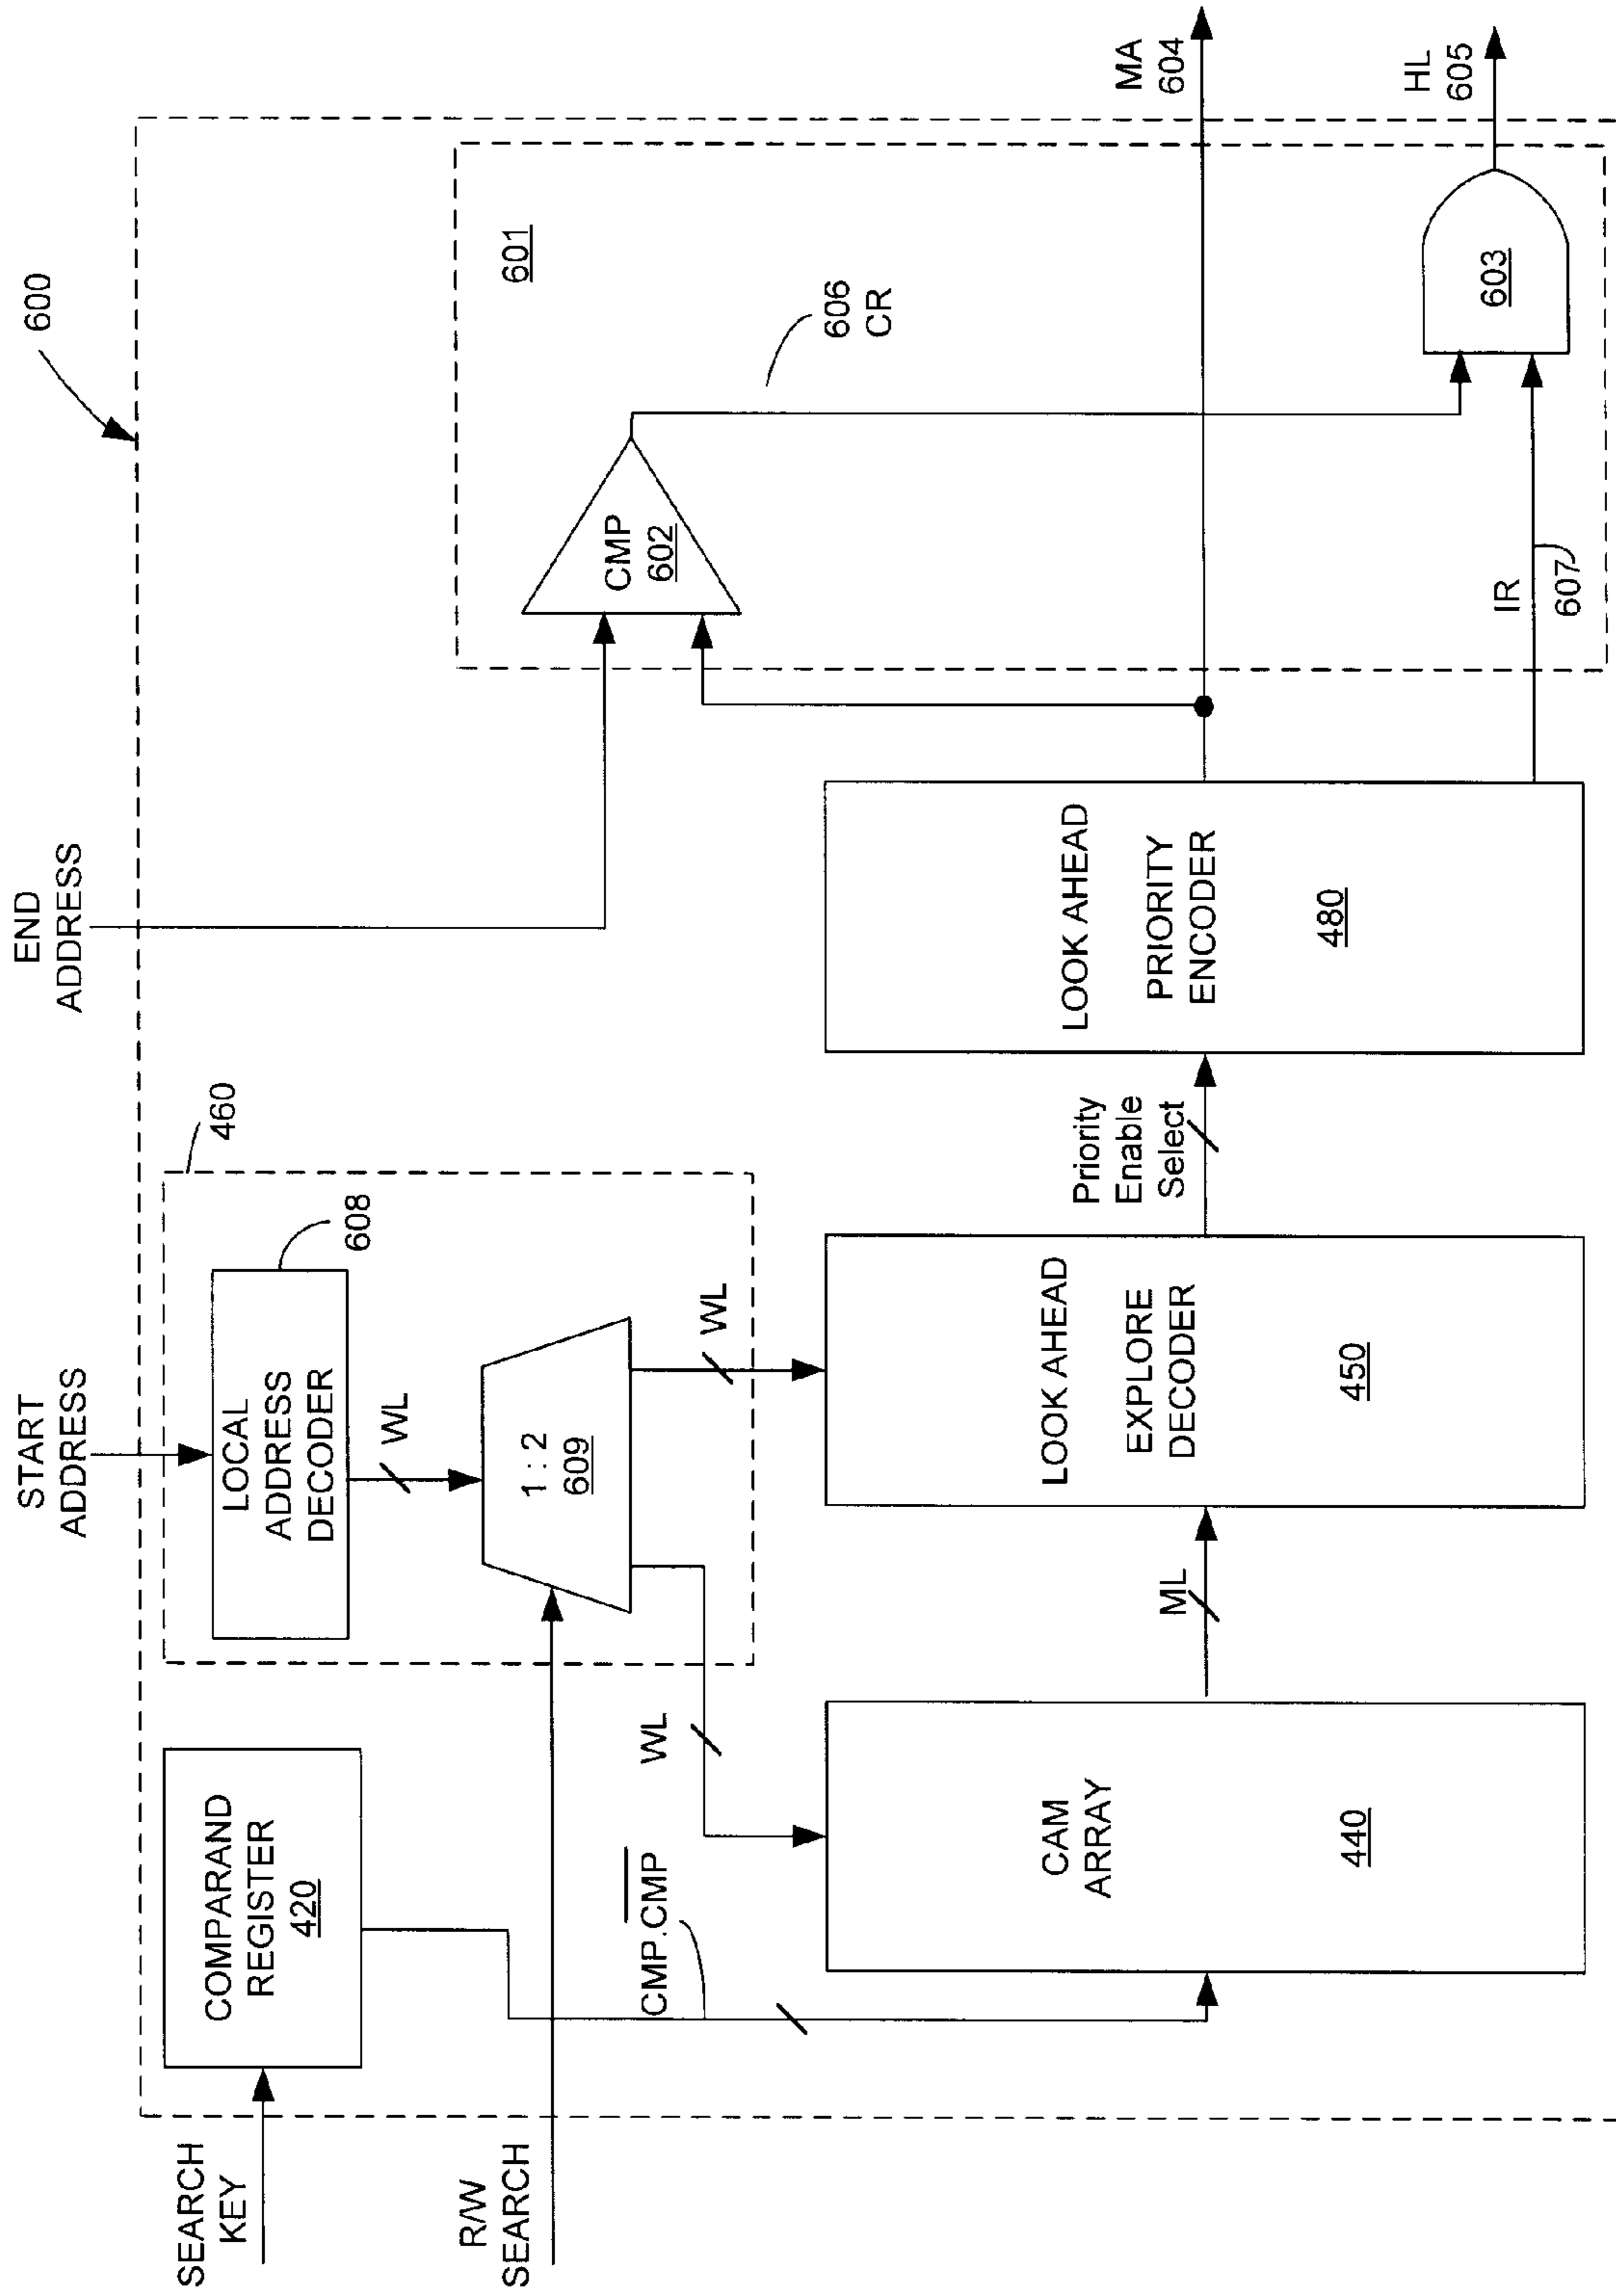 600
SEARCH
KEY
R/W
SEARCH
START
ADDRESS
END
ADDRESS
COMPARAND
REGISTER
420
460
LOCAL
ADDRESS
DECODER
608
WL
1 : 2
609
WL
WL
CMP.CMP
CAM
ARRAY
440
ML
LOOK AHEAD
EXPLORE
DECODER
450
Priority
Enable
Select
LOOK AHEAD
PRIORITY
ENCODER
480
601
CMP
602
606
CR
IR
607
603
MA
604
HL
605